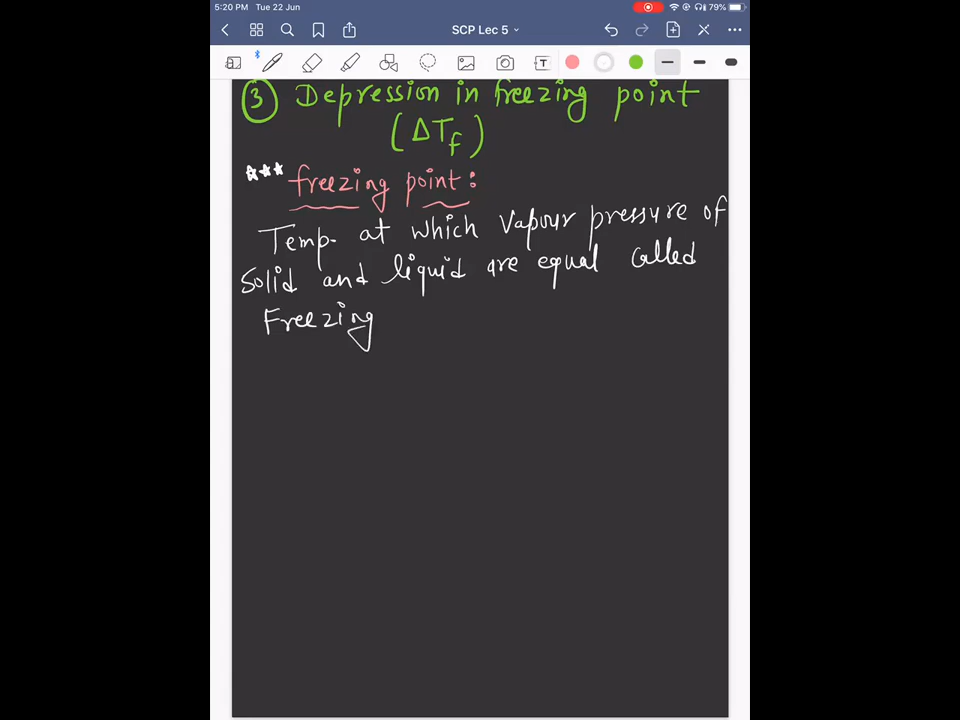 5:20 PM Tue 22 Jun 79%
SCP Lec 5
T
③ Depression in freezing point
(ΔTf)
*** freezing point:
Temp. at which Vapour pressure of
Solid and liquid are equal called
Freezing